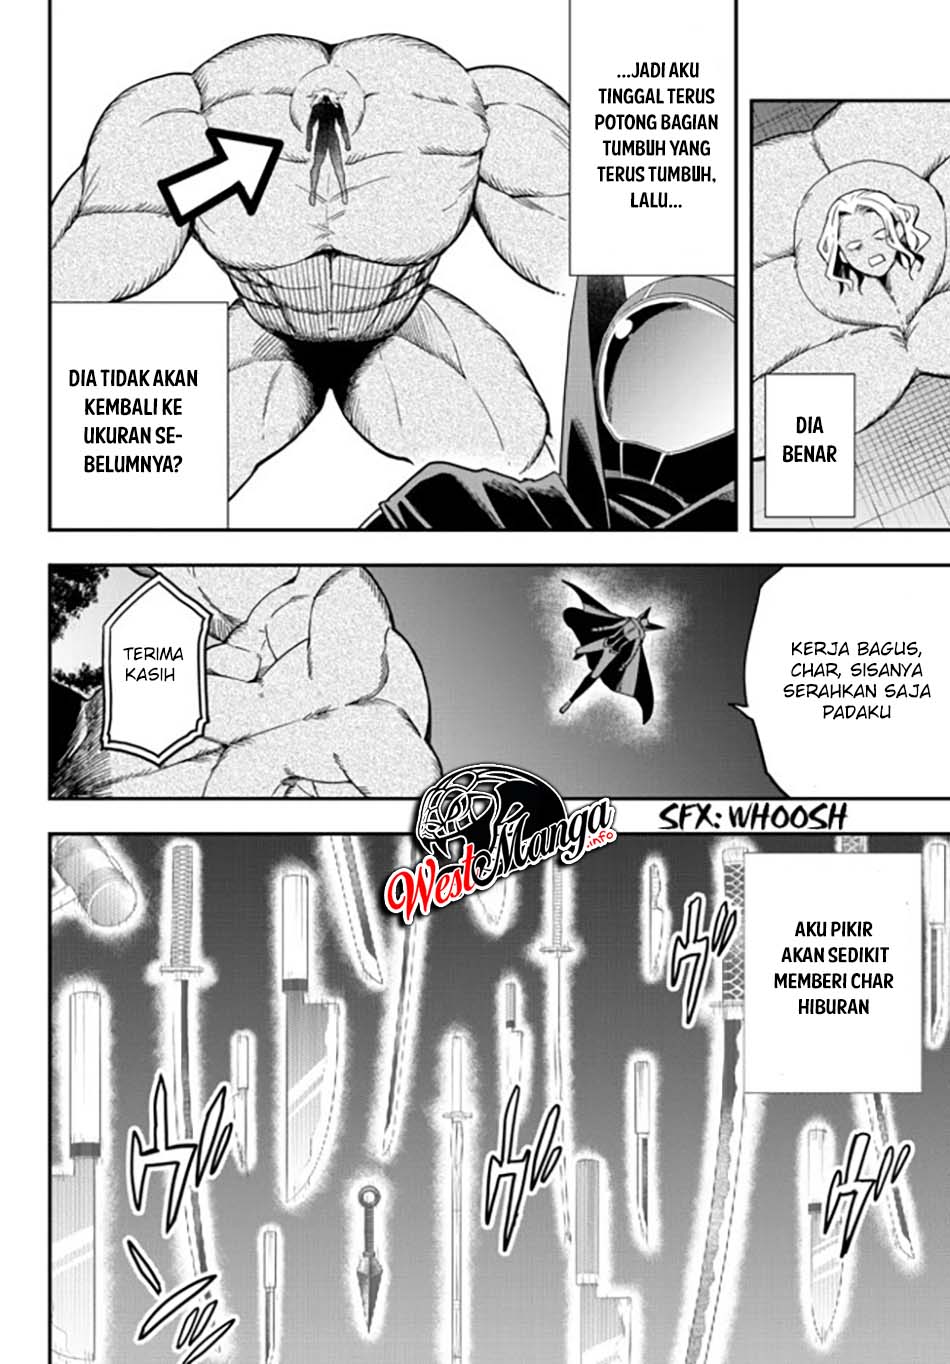 DIA
BENAR
...JADI AKU
TINGGAL TERUS
POTONG BAGIAN
TUMBUH YANG
TERUS TUMBUH,
LALU...
DIA TIDAK AKAN
KEMBALI KE
UKURAN SE-
BELUMNYA?
KERJA BAGUS,
CHAR, SISANYA
SERAHKAN SAJA
PADAKU
TERIMA
KASIH
WestManga
.info
SFX: WHOOSH
AKU PIKIR
AKAN SEDIKIT
MEMBERI CHAR
HIBURAN